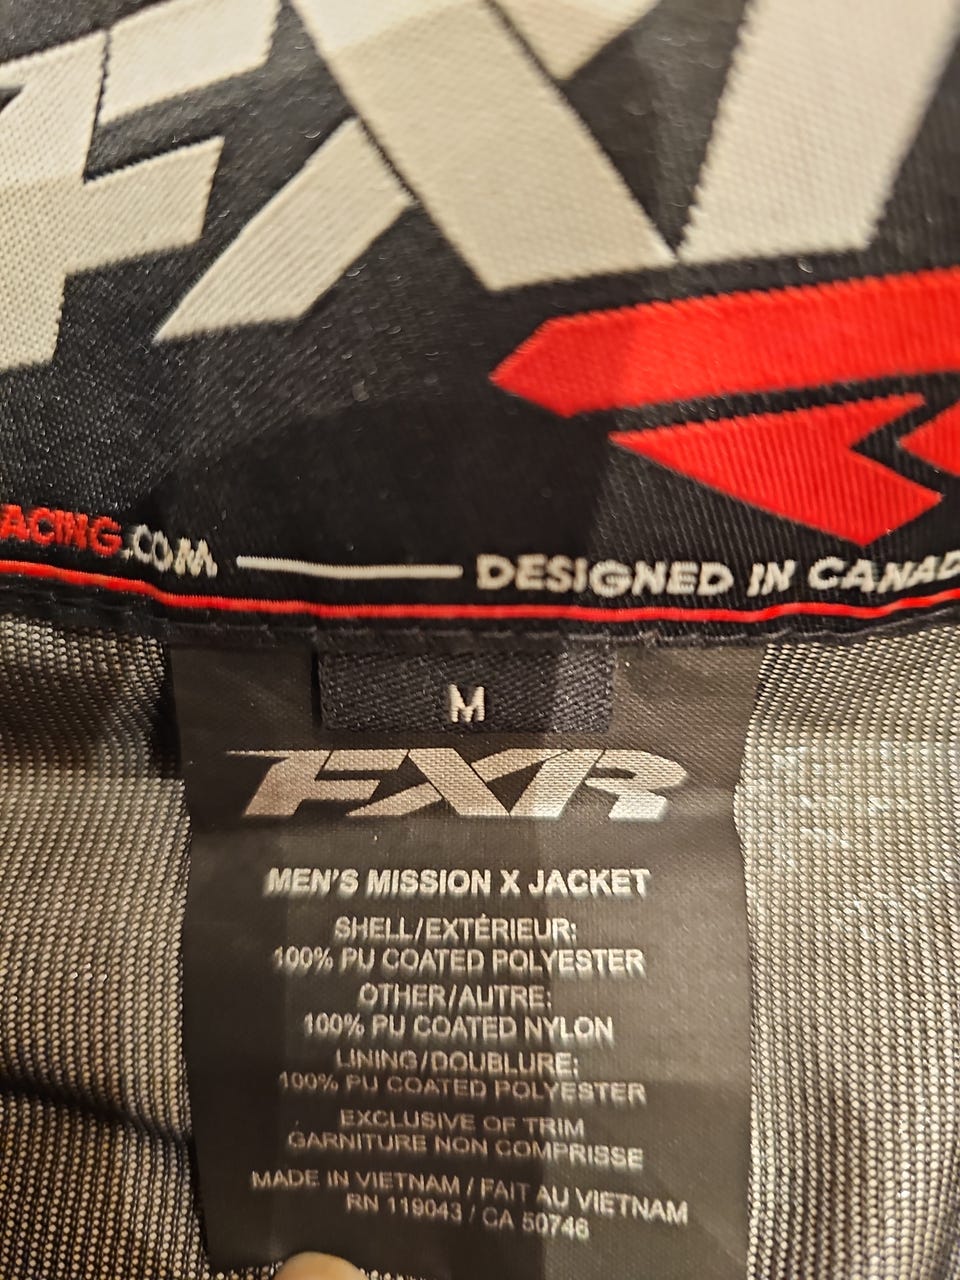 FXR
ACING.COM — DESIGNED IN CANAD
M
FXR
MEN'S MISSION X JACKET
SHELL/EXTÉRIEUR:
100% PU COATED POLYESTER
OTHER/AUTRE:
100% PU COATED NYLON
LINING/DOUBLURE:
100% PU COATED POLYESTER
EXCLUSIVE OF TRIM
GARNITURE NON COMPRISSE
MADE IN VIETNAM / FAIT AU VIETNAM
RN 119043 / CA 50746